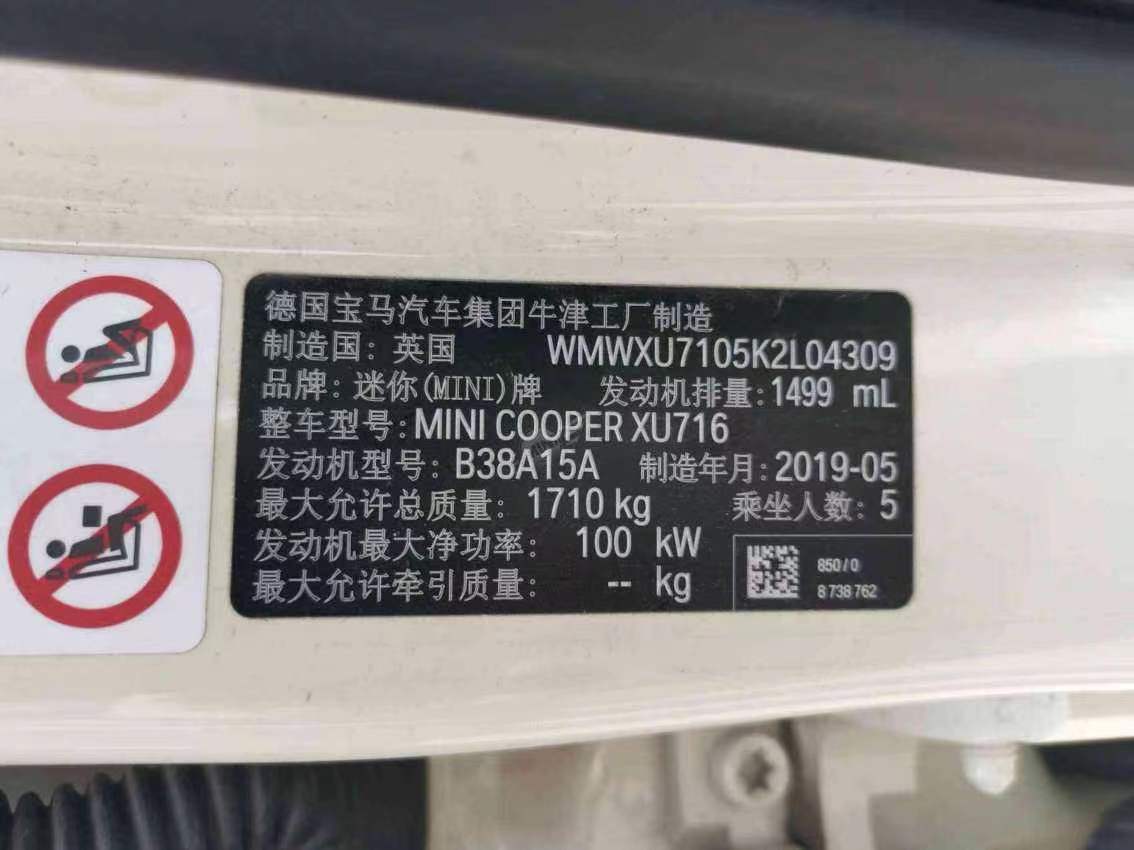 德国宝马汽车集团牛津工厂制造
制造国：英国 WMWXU7105K2L04309
品牌：迷你(MINI)牌 发动机排量：1499 mL
整车型号：MINI COOPER XU716
发动机型号：B38A15A 制造年月：2019-05
最大允许总质量：1710 kg 乘坐人数：5
发动机最大净功率：100 kW
最大允许牵引质量：-- kg
850/0
8 738 762